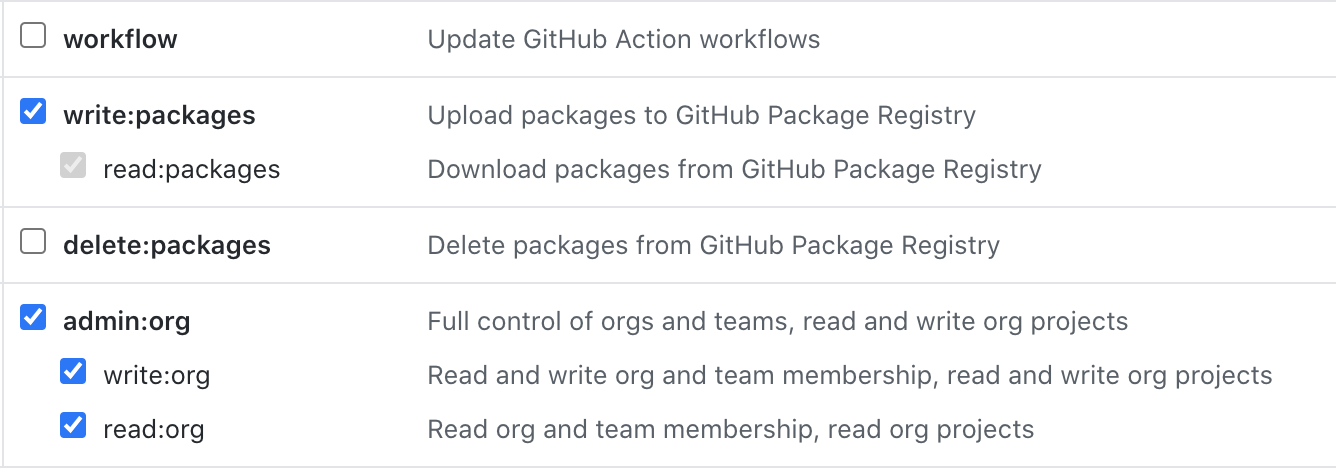 workflow Update GitHub Action workflows
write:packages Upload packages to GitHub Package Registry
read:packages Download packages from GitHub Package Registry
delete:packages Delete packages from GitHub Package Registry
admin:org Full control of orgs and teams, read and write org projects
write:org Read and write org and team membership, read and write org projects
read:org Read org and team membership, read org projects